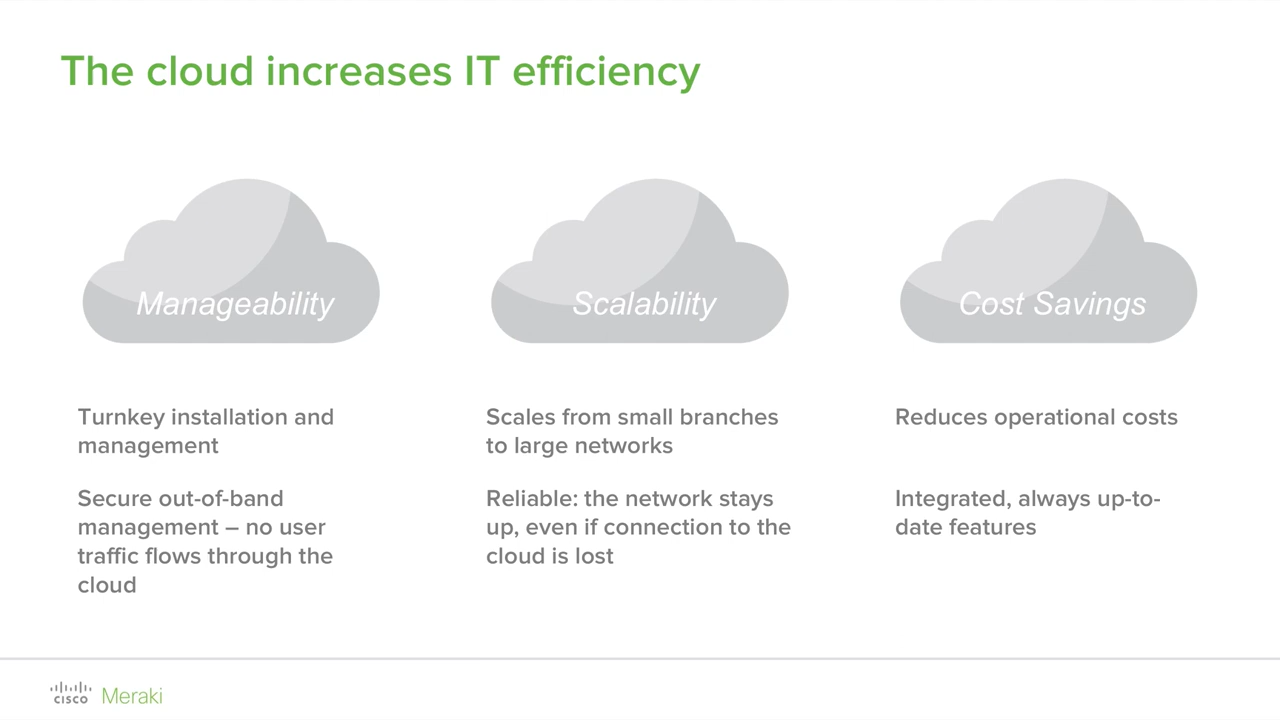 The cloud increases IT efficiency
Manageability
Turnkey installation and
management
Secure out-of-band
management – no user
traffic flows through the
cloud
Scalability
Scales from small branches
to large networks
Reliable: the network stays
up, even if connection to the
cloud is lost
Cost Savings
Reduces operational costs
Integrated, always up-to-
date features
cisco Meraki